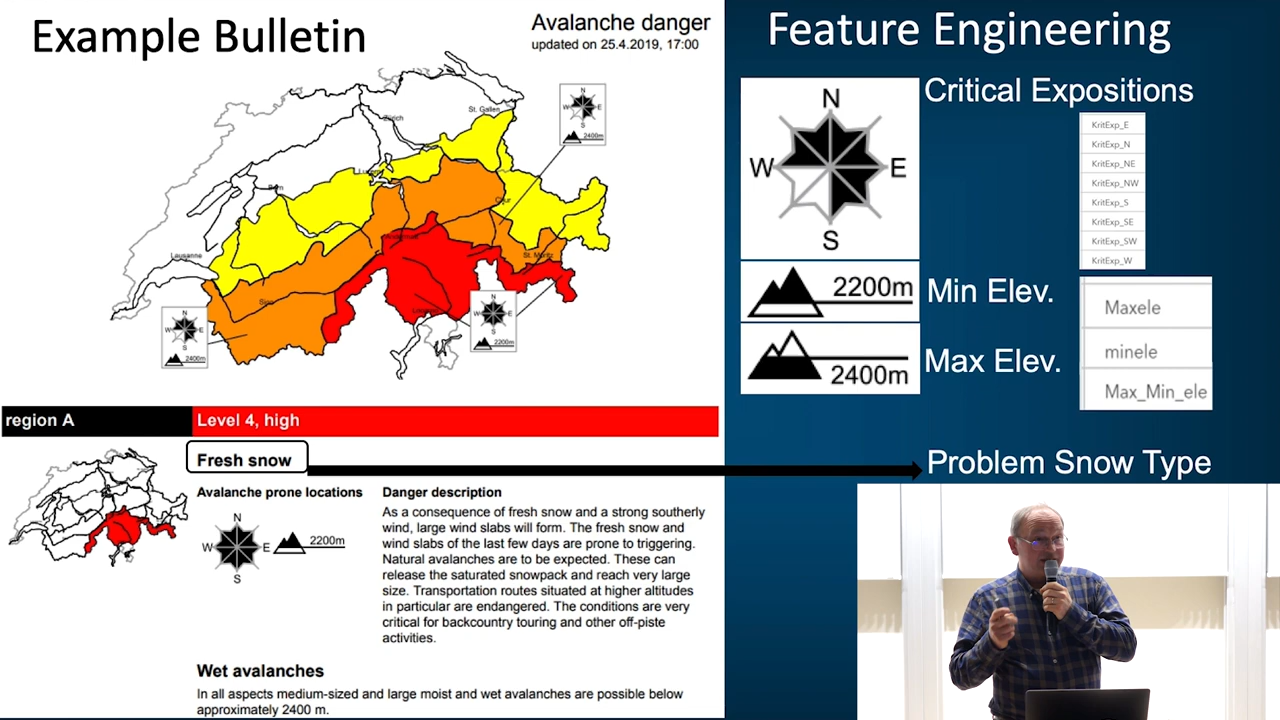 Example Bulletin
Avalanche danger
updated on 25.4.2019, 17:00
N
W
E
S
2400m
St. Gallen
Zürich
Bern
Chur
Lausanne
St. Moritz
Sion
N
W
E
S
2400m
N
W
E
S
2200m
region A
Level 4, high
Fresh snow
Avalanche prone locations
N
W
E
S
2200m
Danger description
As a consequence of fresh snow and a strong southerly
wind, large wind slabs will form. The fresh snow and
wind slabs of the last few days are prone to triggering.
Natural avalanches are to be expected. These can
release the saturated snowpack and reach very large
size. Transportation routes situated at higher altitudes
in particular are endangered. The conditions are very
critical for backcountry touring and other off-piste
activities.
Wet avalanches
In all aspects medium-sized and large moist and wet avalanches are possible below
approximately 2400 m.
Feature Engineering
N
W
E
S
Critical Expositions
KritExp_E
KritExp_N
KritExp_NE
KritExp_NW
KritExp_S
KritExp_SE
KritExp_SW
KritExp_W
2200m
Min Elev.
2400m
Max Elev.
Maxele
minele
Max_Min_ele
Problem Snow Type